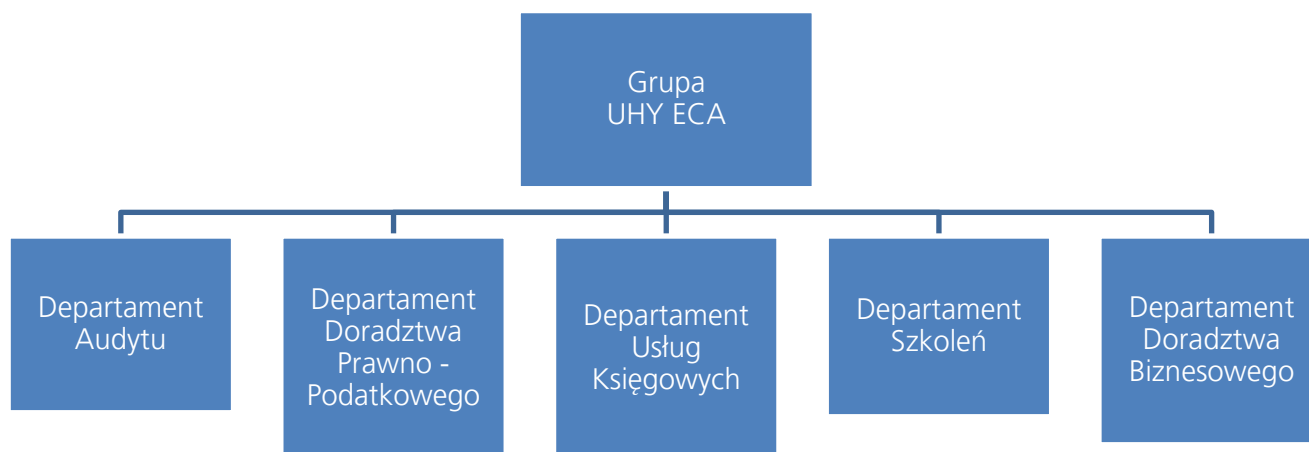 Grupa
UHY ECA
Departament
Audytu
Departament
Doradztwa
Prawno -
Podatkowego
Departament
Usług
Księgowych
Departament
Szkoleń
Departament
Doradztwa
Biznesowego